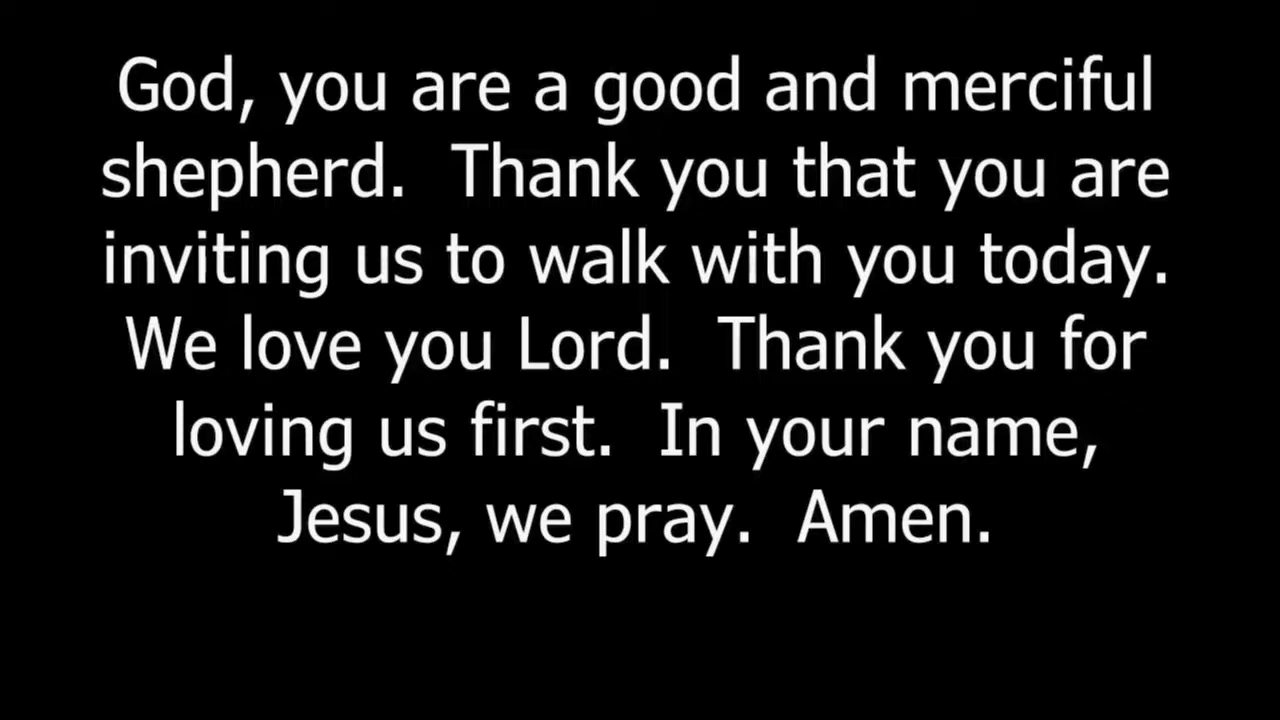 God, you are a good and merciful
shepherd.  Thank you that you are
inviting us to walk with you today.
We love you Lord.  Thank you for
loving us first.  In your name,
Jesus, we pray.  Amen.